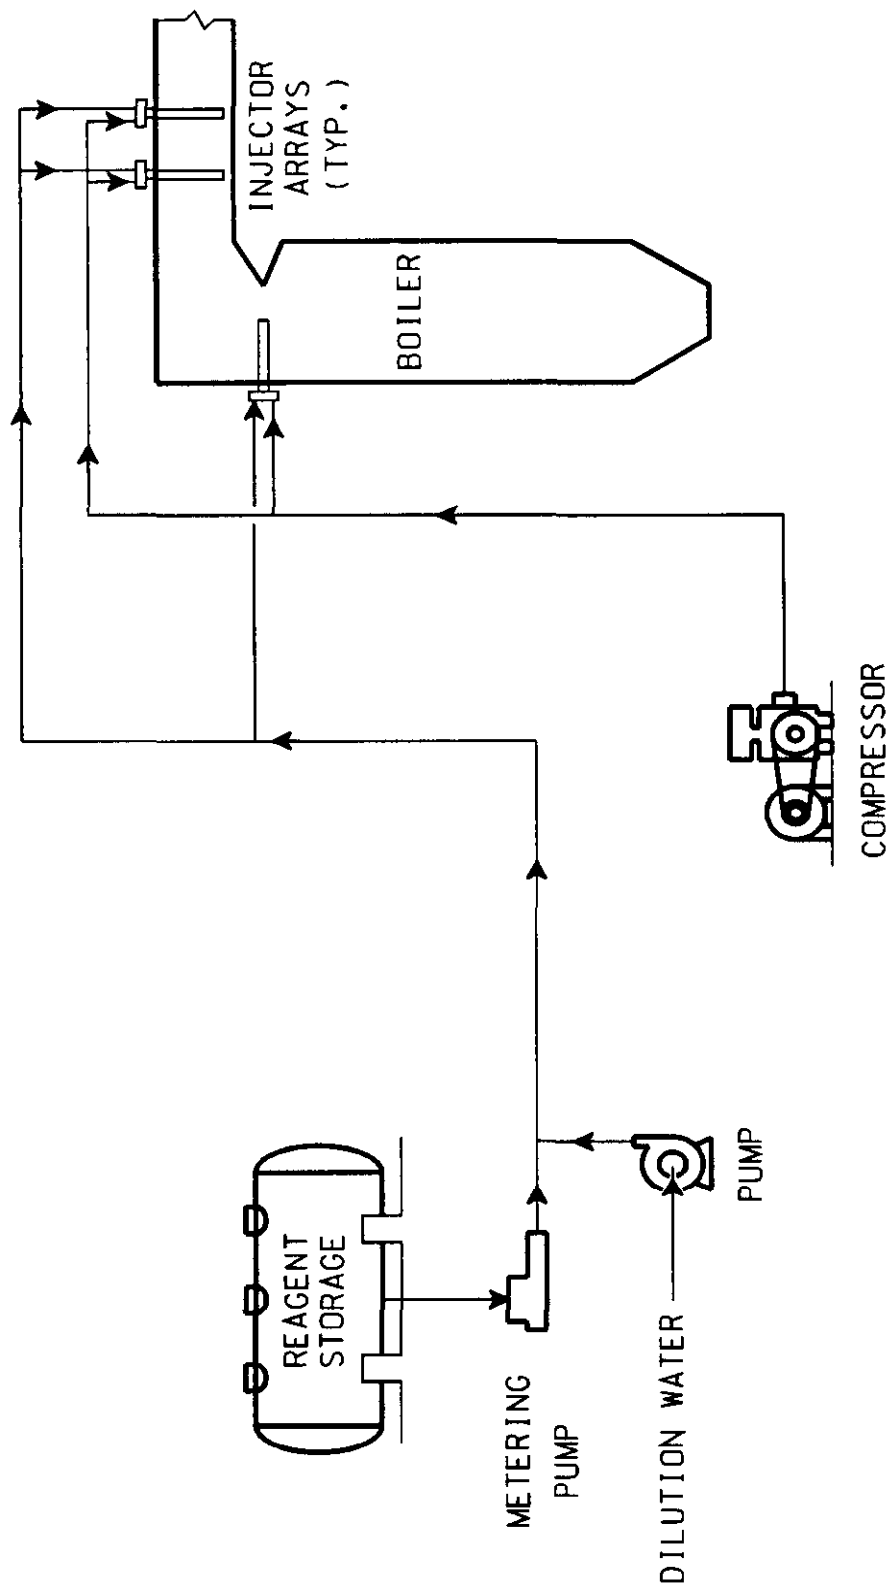 REAGENT
STORAGE
METERING
PUMP
DILUTION WATER
PUMP
COMPRESSOR
BOILER
INJECTOR
ARRAYS
(TYP.)